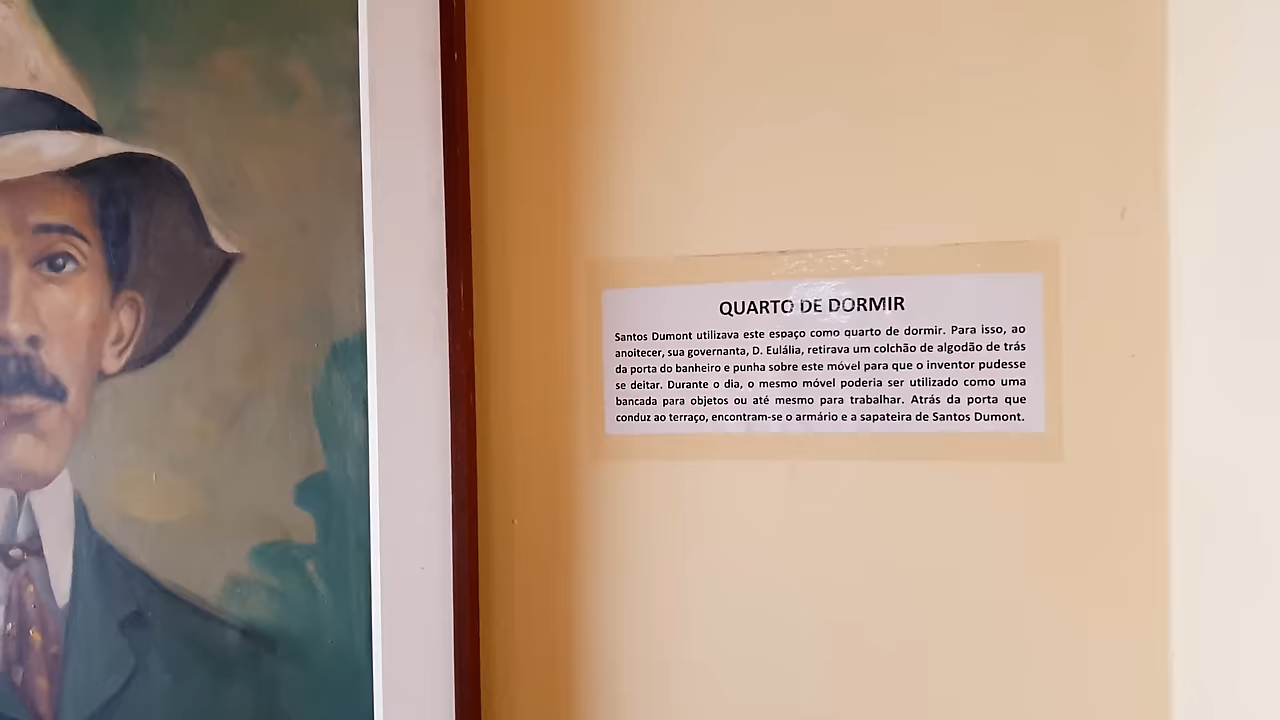 QUARTO DE DORMIR
Santos Dumont utilizava este espaço como quarto de dormir. Para isso, ao
anoitecer, sua governanta, D. Eulália, retirava um colchão de algodão de trás
da porta do banheiro e punha sobre este móvel para que o inventor pudesse
se deitar. Durante o dia, o mesmo móvel poderia ser utilizado como uma
bancada para objetos ou até mesmo para trabalhar. Atrás da porta que
conduz ao terraço, encontram-se o armário e a sapateira de Santos Dumont.